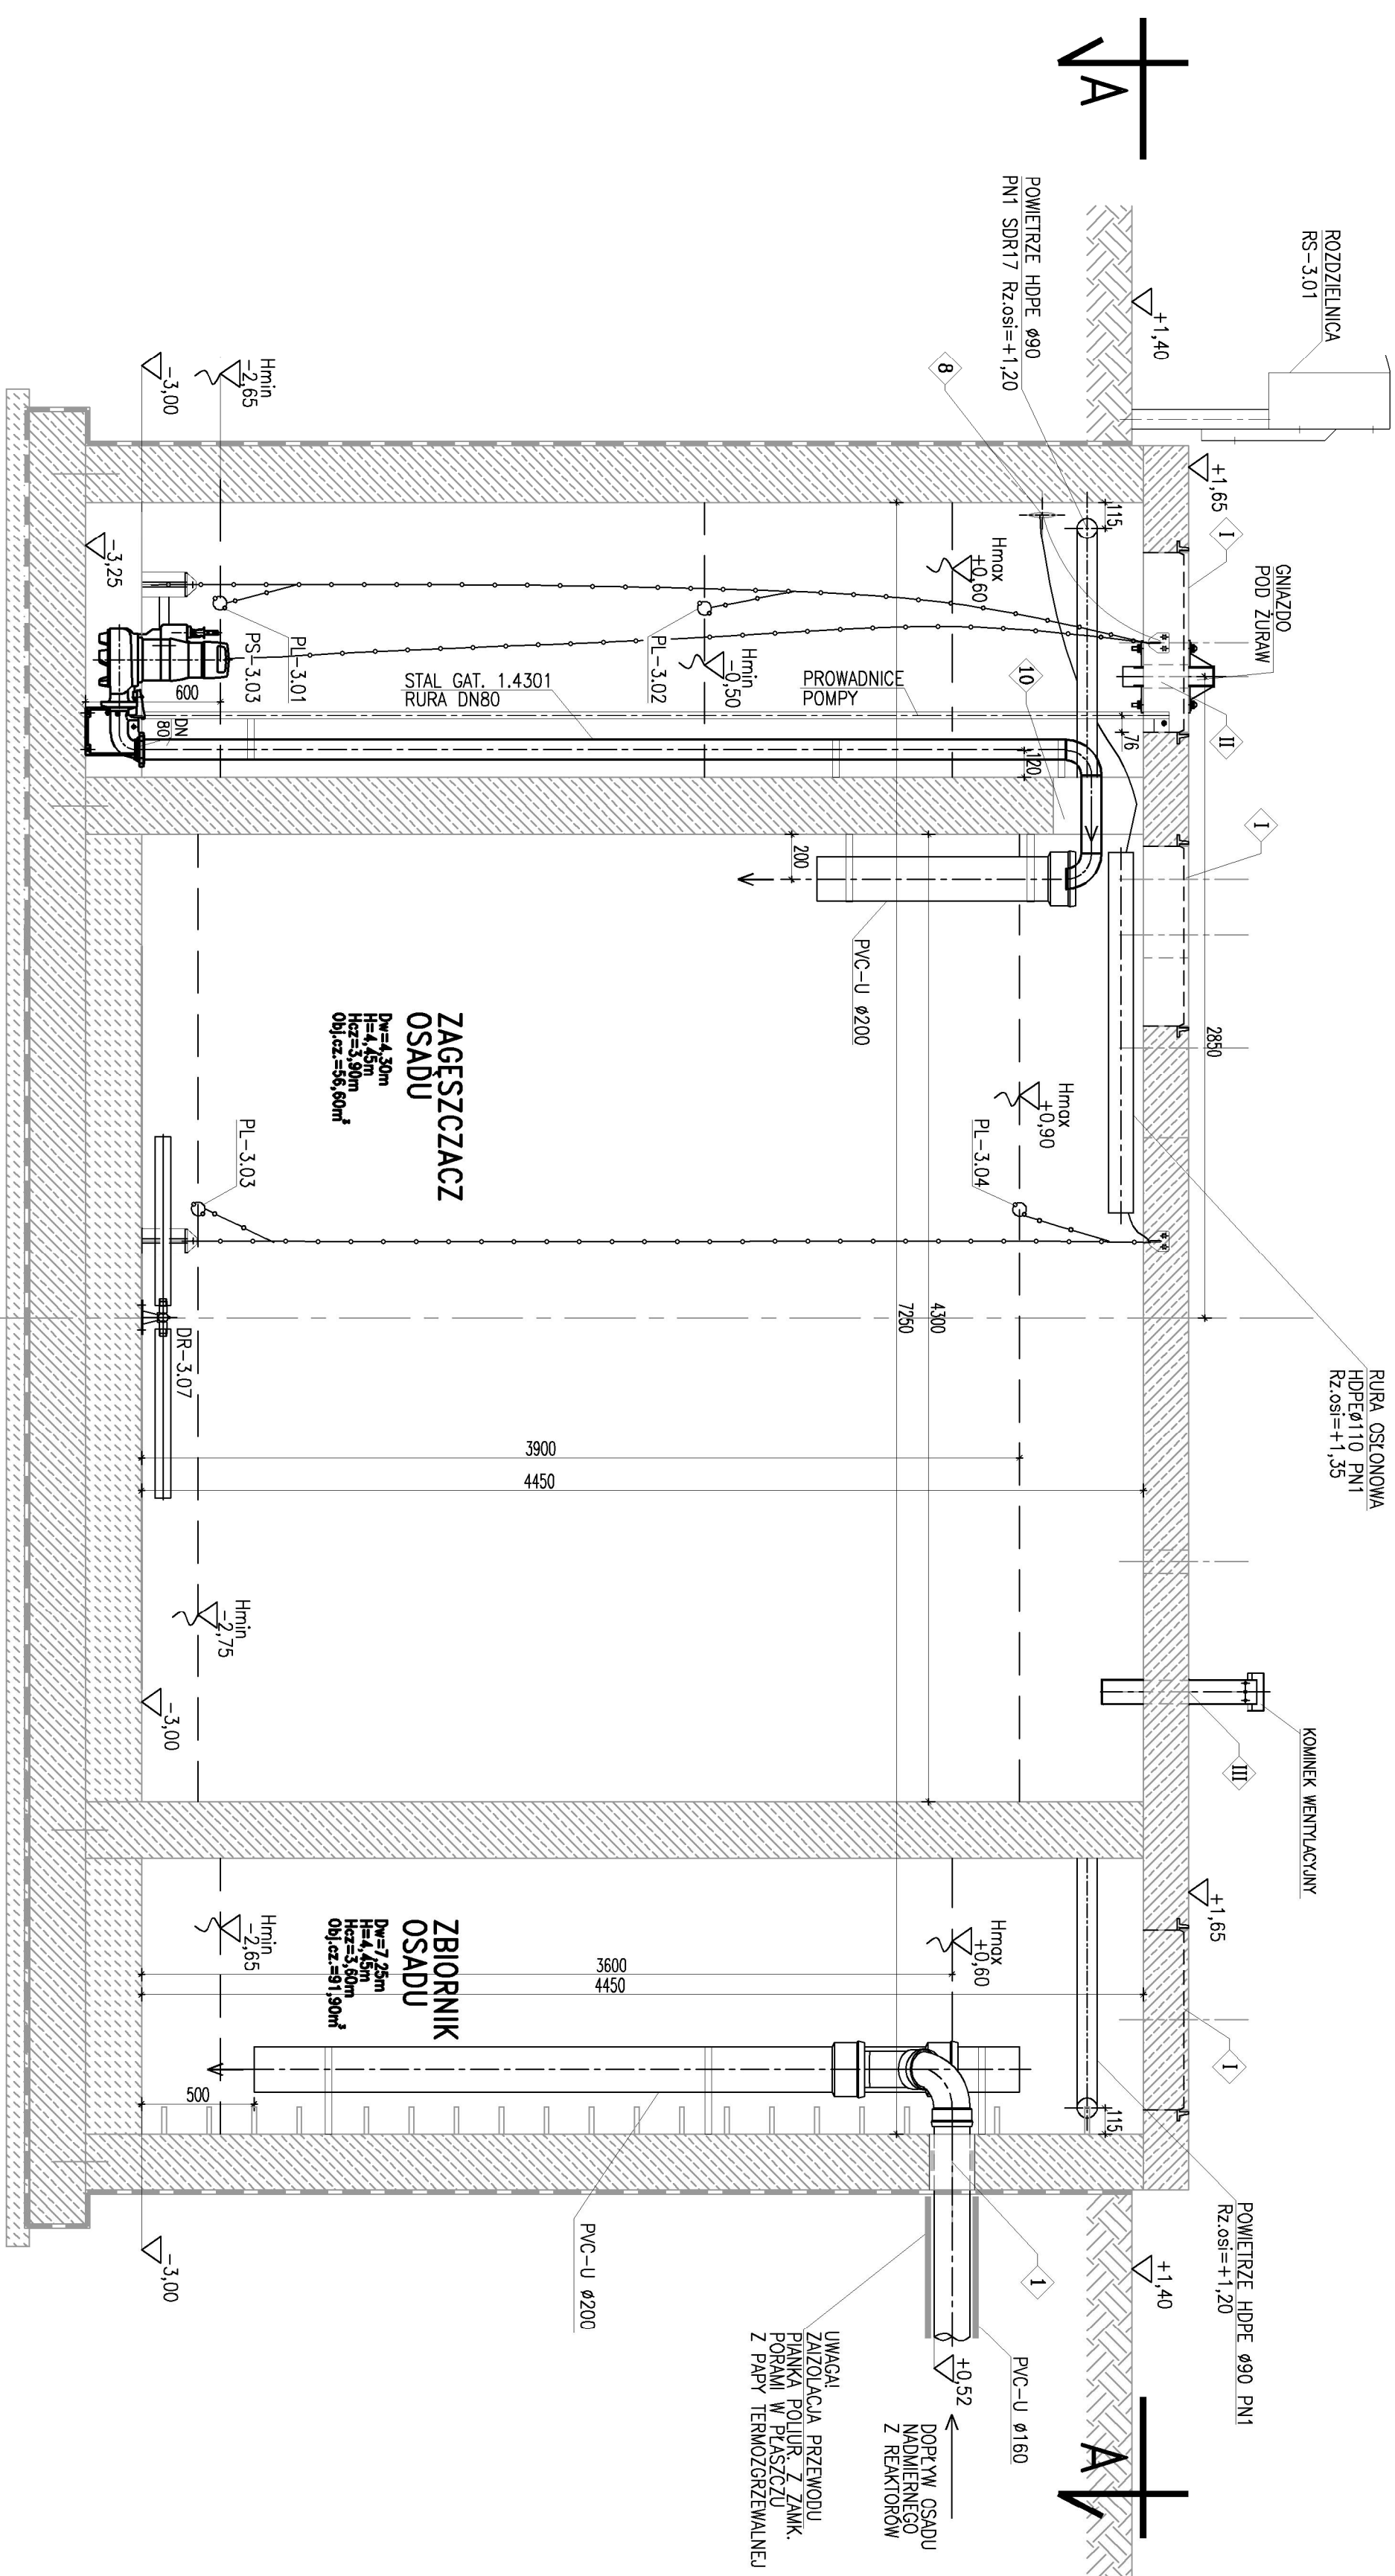 A
A
ROZDZIELNICA
RS-3.01
+1,40
POWIETRZE HDPE ø90
PN1 SDR17 Rz.osi=+1,20
8
+1,65
I
GNIAZDO
POD ŻURAW
II
I
2850
RURA OSŁONOWA
HDPEø110 PN1
Rz.osi=+1,35
KOMINEK WENTYLACYJNY
III
+1,65
I
POWIETRZE HDPE ø90 PN1
Rz.osi=+1,20
+1,40
115
Hmax
+0,60
10
76
120
Hmin
-0,50
PL-3.02
PROWADNICE
POMPY
STAL GAT. 1.4301
RURA DN80
PL-3.01
PS-3.03
600
DN
80
Hmin
-2,65
-3,00
-3,25
200
PVC-U ø200
Hmax
+0,90
PL-3.04
PL-3.03
ZAGĘSZCZACZ
OSADU
Dw=4,30m
H=4,45m
Hcz=3,90m
Obj.cz.=56,60m³
DR-3.07
4300
7250
3900
4450
Hmin
-2,75
-3,00
Hmax
+0,60
Hmin
-2,65
ZBIORNIK
OSADU
Dw=7,25m
H=4,45m
Hcz=3,60m
Obj.cz.=91,90m³
3600
4450
500
115
1
PVC-U ø160
+0,52
DOPŁYW OSADU
NADMIERNEGO
Z REAKTORÓW
UWAGA!
ZAIZOLACJA PRZEWODU
PIANKA POLIUR. Z ZAMK.
PORAMI W PŁASZCZU
Z PAPY TERMOZGRZEWALNEJ
PVC-U ø200
-3,00